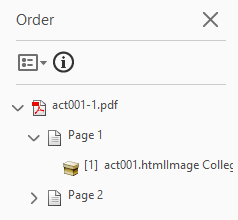 Order
act001-1.pdf
Page 1
[1] act001.htmlImage Colleg
Page 2